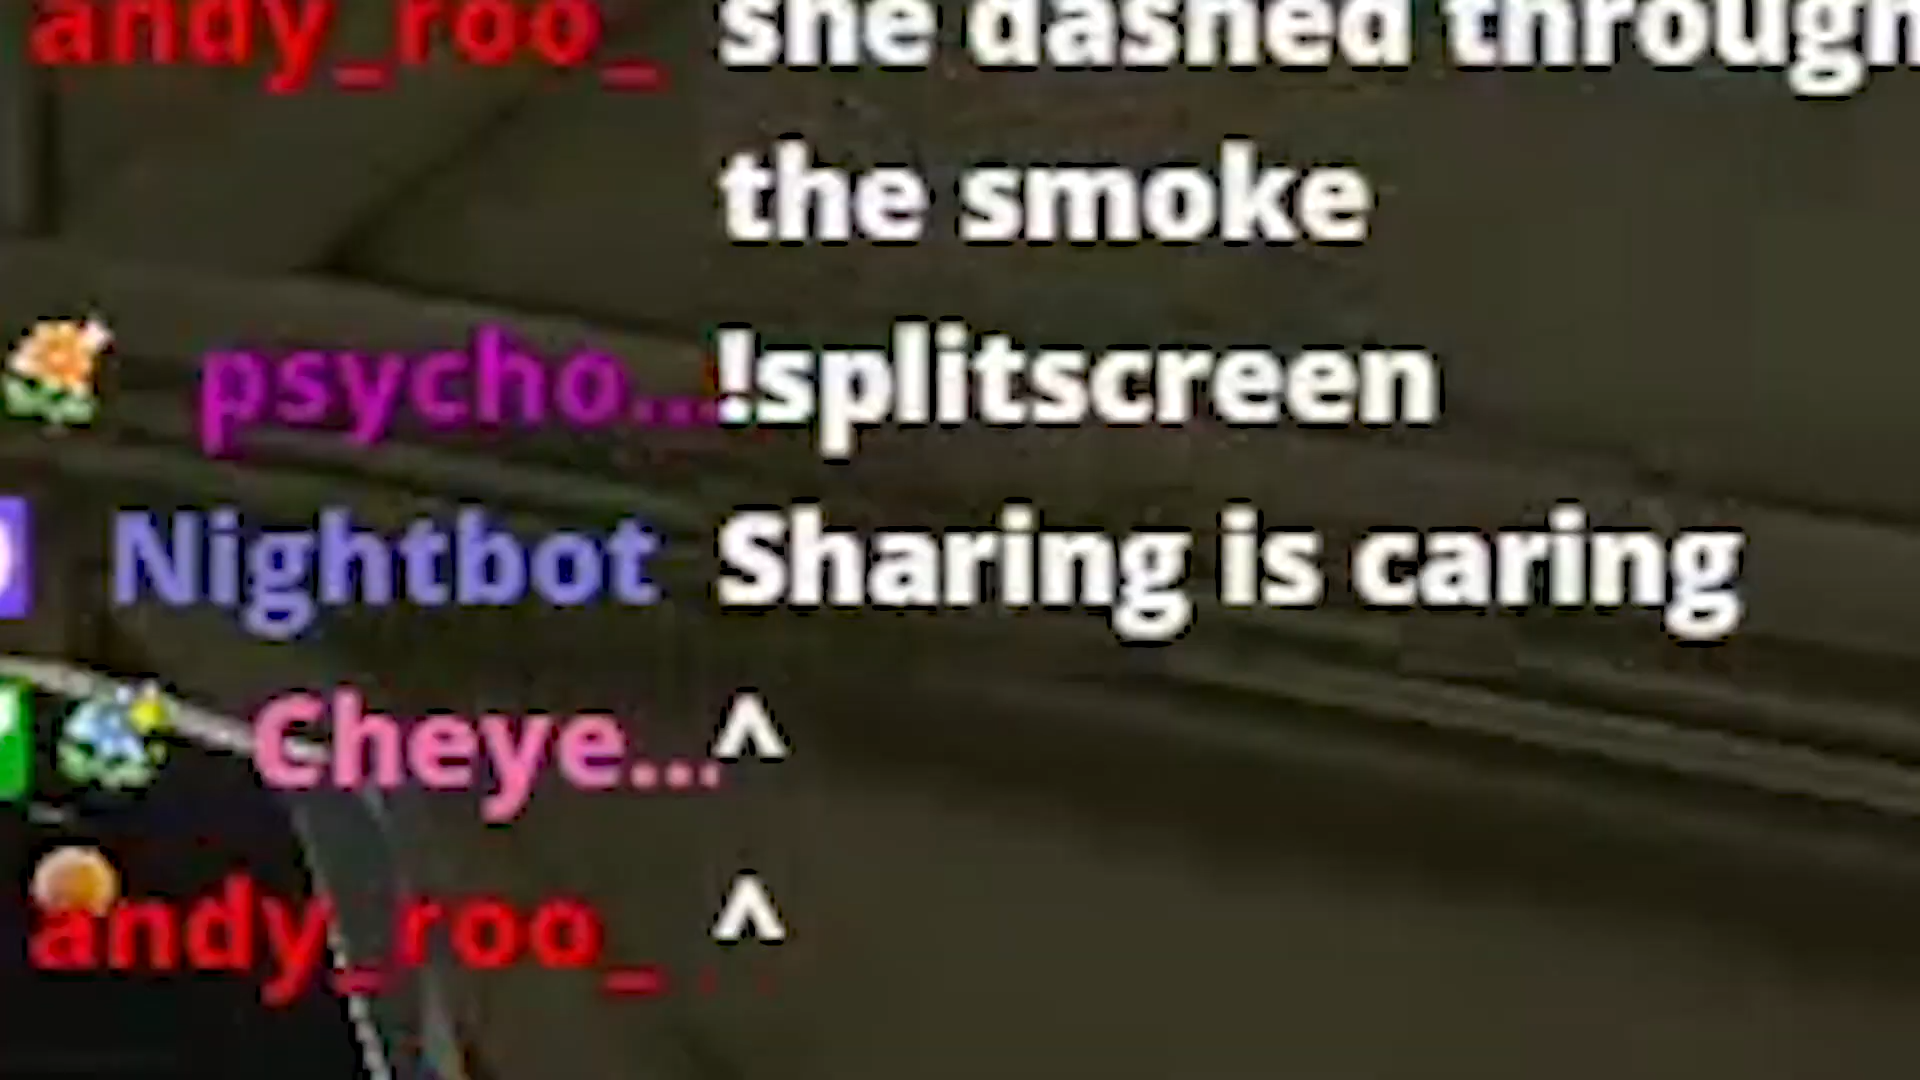 andy_roo_ she dashed through
the smoke
psycho... !splitscreen
Nightbot Sharing is caring
Cheye... ^
andy_roo_ ^